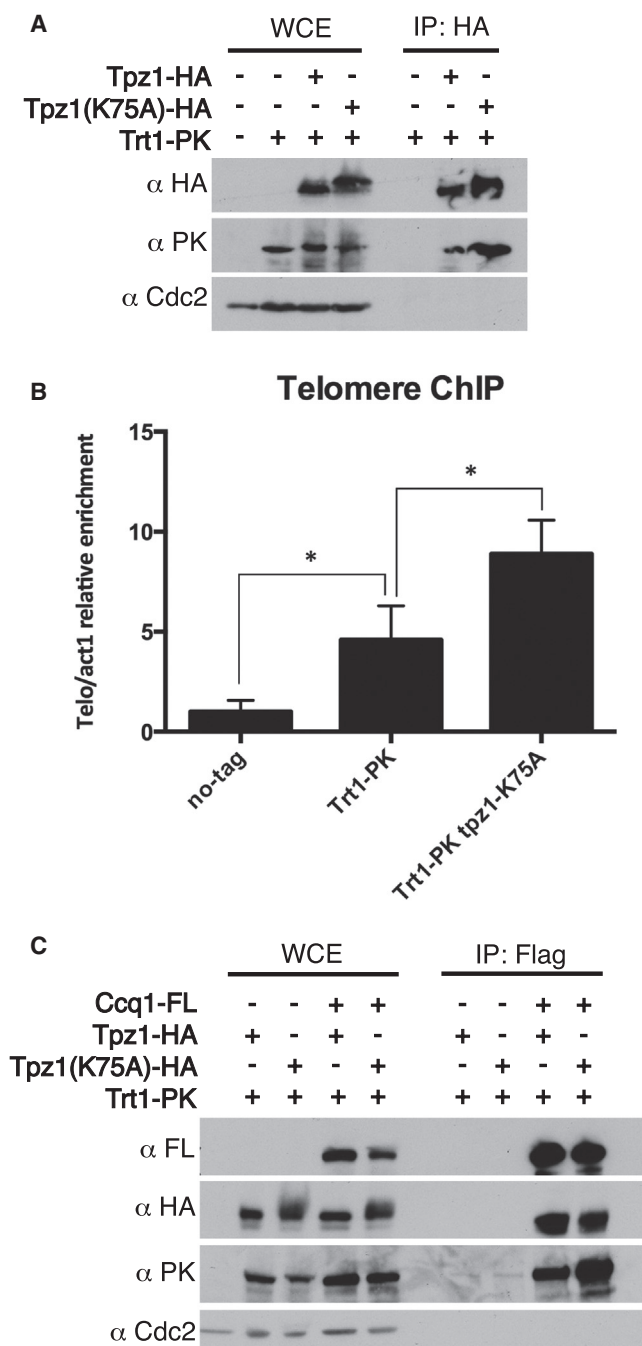 A
WCE IP: HA
Tpz1-HA - - + - - + -
Tpz1(K75A)-HA - - - + - - +
Trt1-PK - + + + + + +
α HA
α PK
α Cdc2
B
Telomere ChIP
Telo/act1 relative enrichment
15
10
5
0
* *
no-tag
Trt1-PK
Trt1-PK tpz1-K75A
C
WCE IP: Flag
Ccq1-FL - - + + - - + +
Tpz1-HA + - + - + - + -
Tpz1(K75A)-HA - + - + - + - +
Trt1-PK + + + + + + + +
α FL
α HA
α PK
α Cdc2